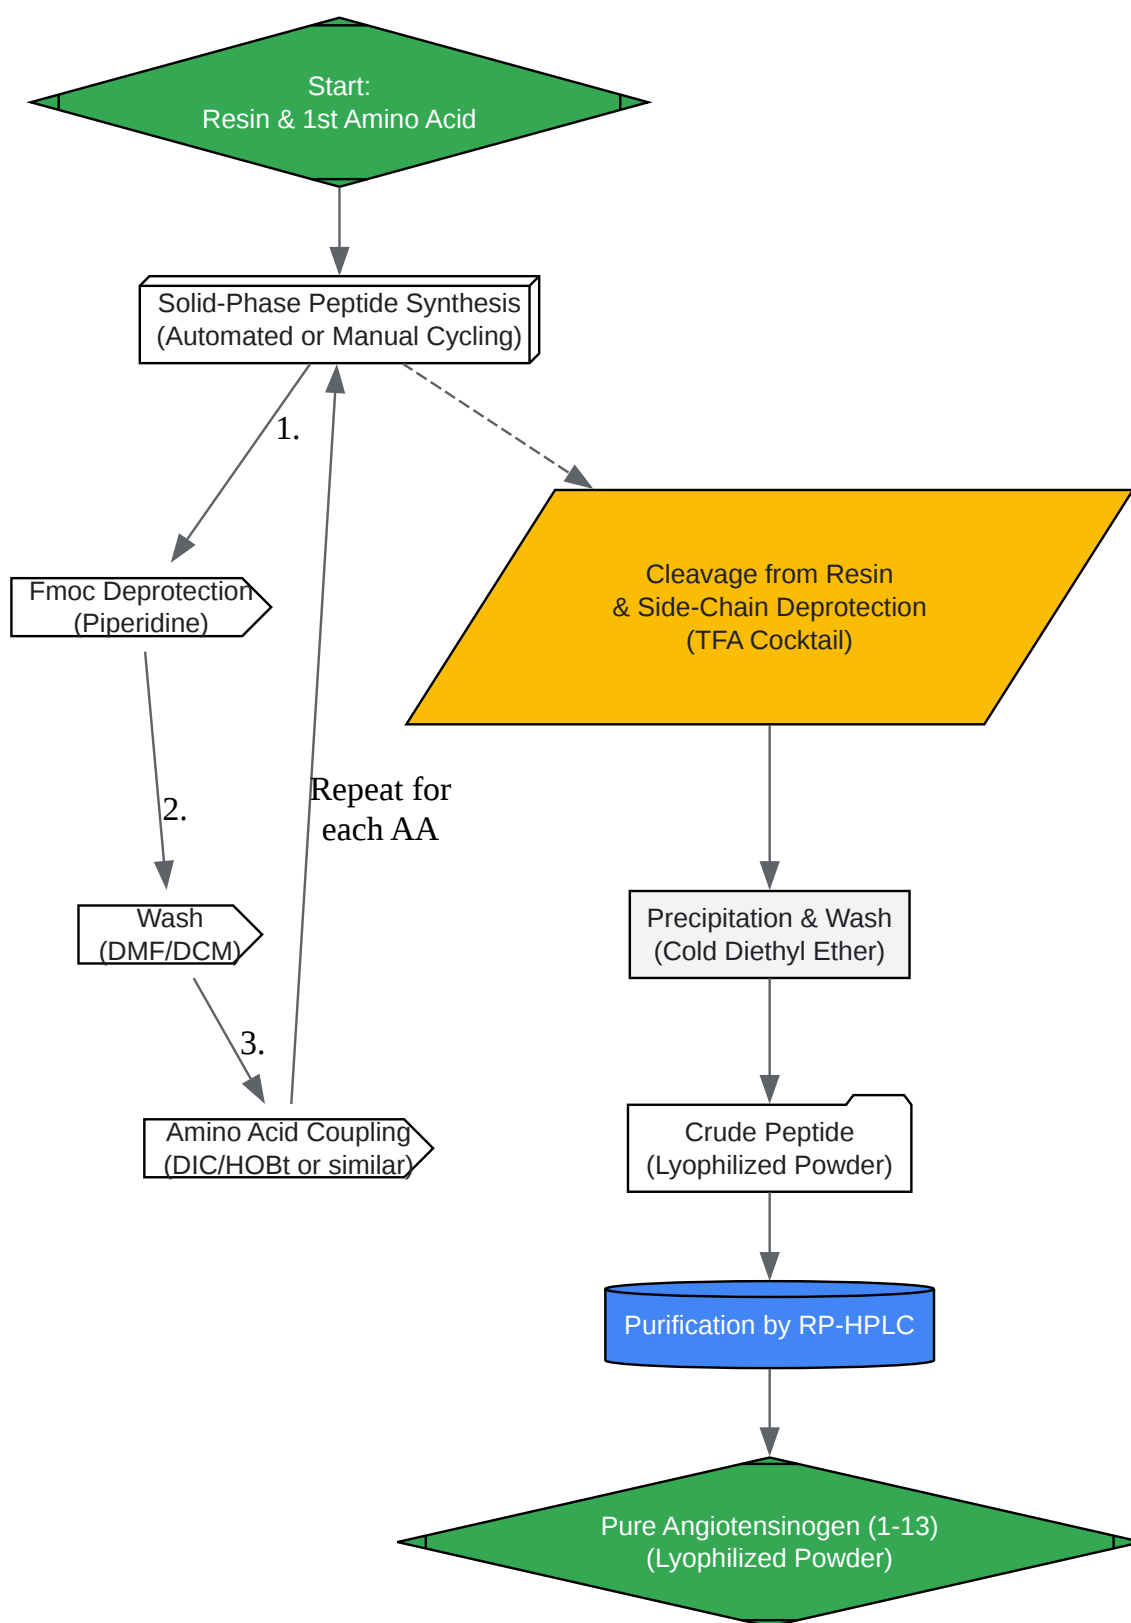 Start:
Resin & 1st Amino Acid
Solid-Phase Peptide Synthesis
(Automated or Manual Cycling)
1.
Fmoc Deprotection
(Piperidine)
Cleavage from Resin
& Side-Chain Deprotection
(TFA Cocktail)
2.
Repeat for
each AA
Wash
(DMF/DCM)
Precipitation & Wash
(Cold Diethyl Ether)
3.
Amino Acid Coupling
(DIC/HOBt or similar)
Crude Peptide
(Lyophilized Powder)
Purification by RP-HPLC
Pure Angiotensinogen (1-13)
(Lyophilized Powder)